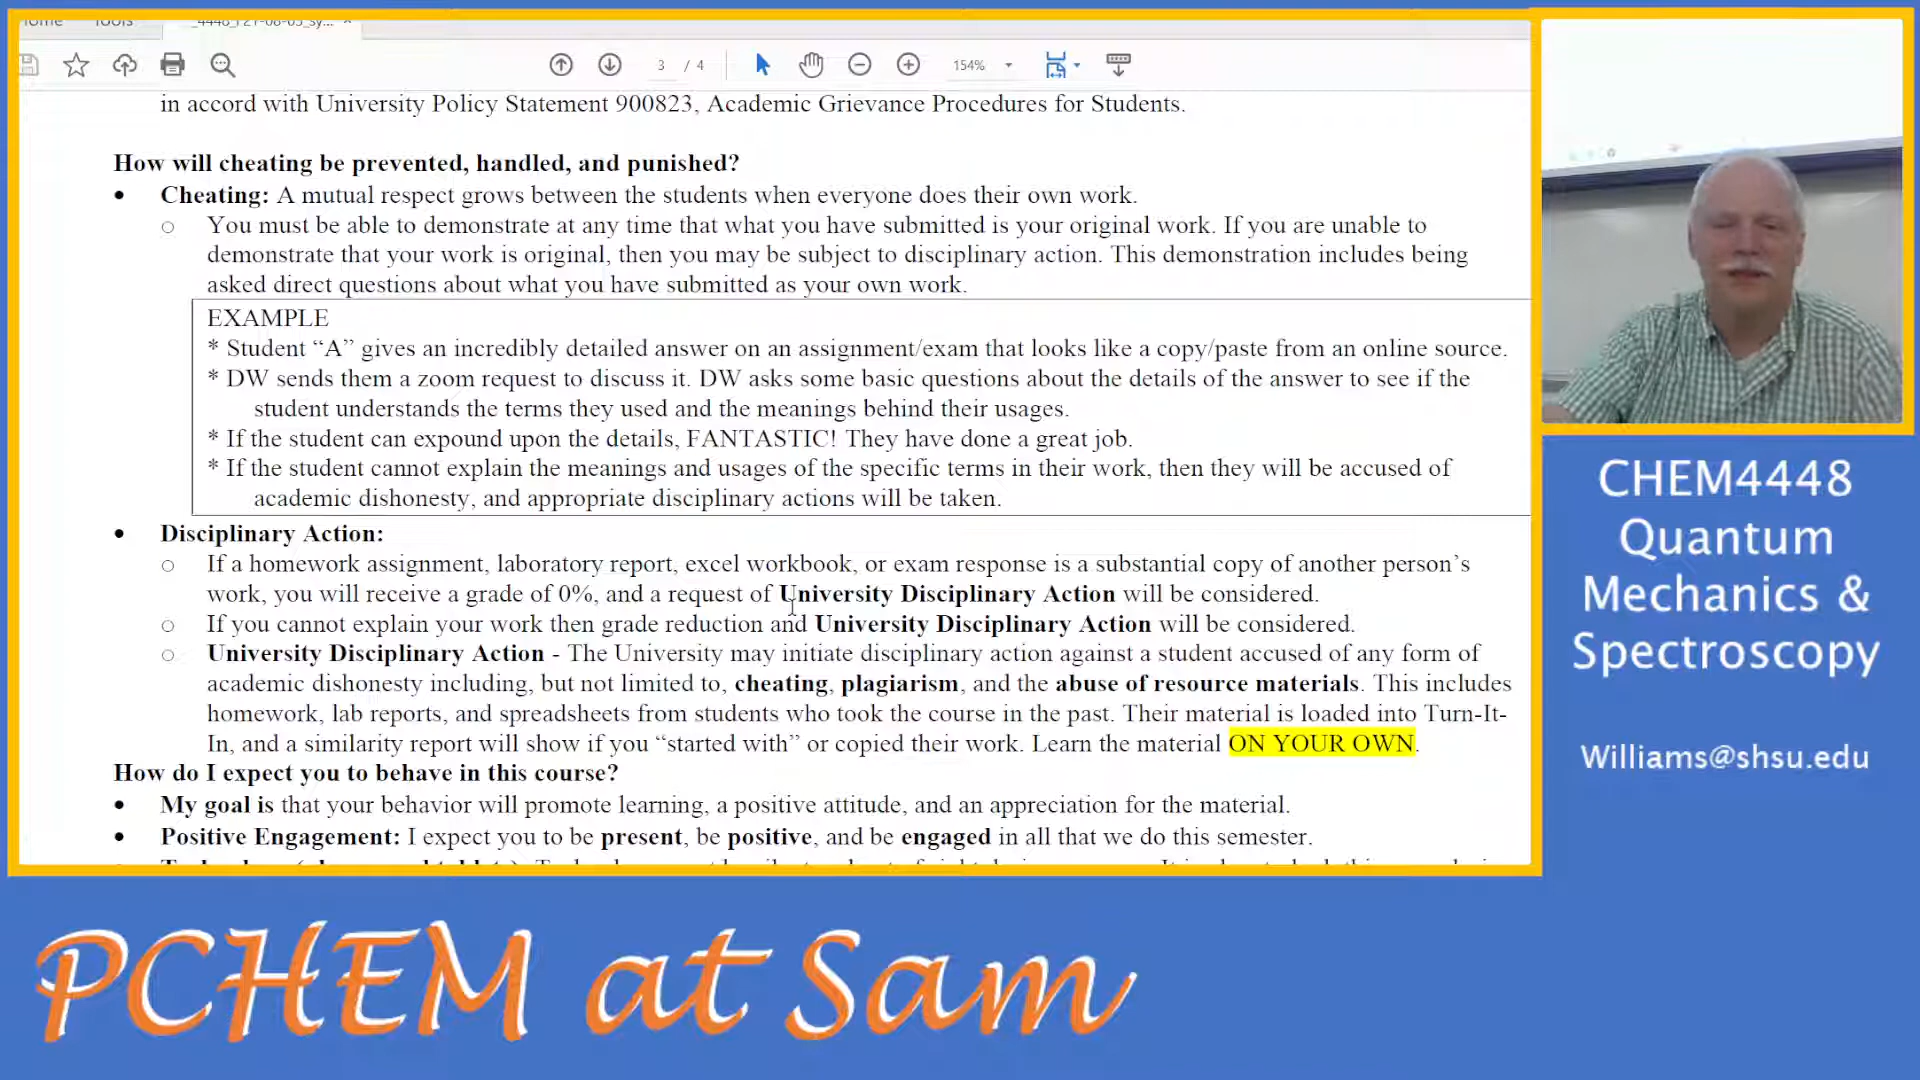 _4448_F21-08-05_sy...
3 / 4
154%
in accord with University Policy Statement 900823, Academic Grievance Procedures for Students.
How will cheating be prevented, handled, and punished?
• Cheating: A mutual respect grows between the students when everyone does their own work.
○ You must be able to demonstrate at any time that what you have submitted is your original work. If you are unable to
demonstrate that your work is original, then you may be subject to disciplinary action. This demonstration includes being
asked direct questions about what you have submitted as your own work.
EXAMPLE
* Student “A” gives an incredibly detailed answer on an assignment/exam that looks like a copy/paste from an online source.
* DW sends them a zoom request to discuss it. DW asks some basic questions about the details of the answer to see if the
student understands the terms they used and the meanings behind their usages.
* If the student can expound upon the details, FANTASTIC! They have done a great job.
* If the student cannot explain the meanings and usages of the specific terms in their work, then they will be accused of
academic dishonesty, and appropriate disciplinary actions will be taken.
• Disciplinary Action:
○ If a homework assignment, laboratory report, excel workbook, or exam response is a substantial copy of another person’s
work, you will receive a grade of 0%, and a request of University Disciplinary Action will be considered.
○ If you cannot explain your work then grade reduction and University Disciplinary Action will be considered.
○ University Disciplinary Action - The University may initiate disciplinary action against a student accused of any form of
academic dishonesty including, but not limited to, cheating, plagiarism, and the abuse of resource materials. This includes
homework, lab reports, and spreadsheets from students who took the course in the past. Their material is loaded into Turn-It-
In, and a similarity report will show if you “started with” or copied their work. Learn the material ON YOUR OWN.
How do I expect you to behave in this course?
• My goal is that your behavior will promote learning, a positive attitude, and an appreciation for the material.
• Positive Engagement: I expect you to be present, be positive, and be engaged in all that we do this semester.
CHEM4448
Quantum
Mechanics &
Spectroscopy
Williams@shsu.edu
PCHEM at Sam